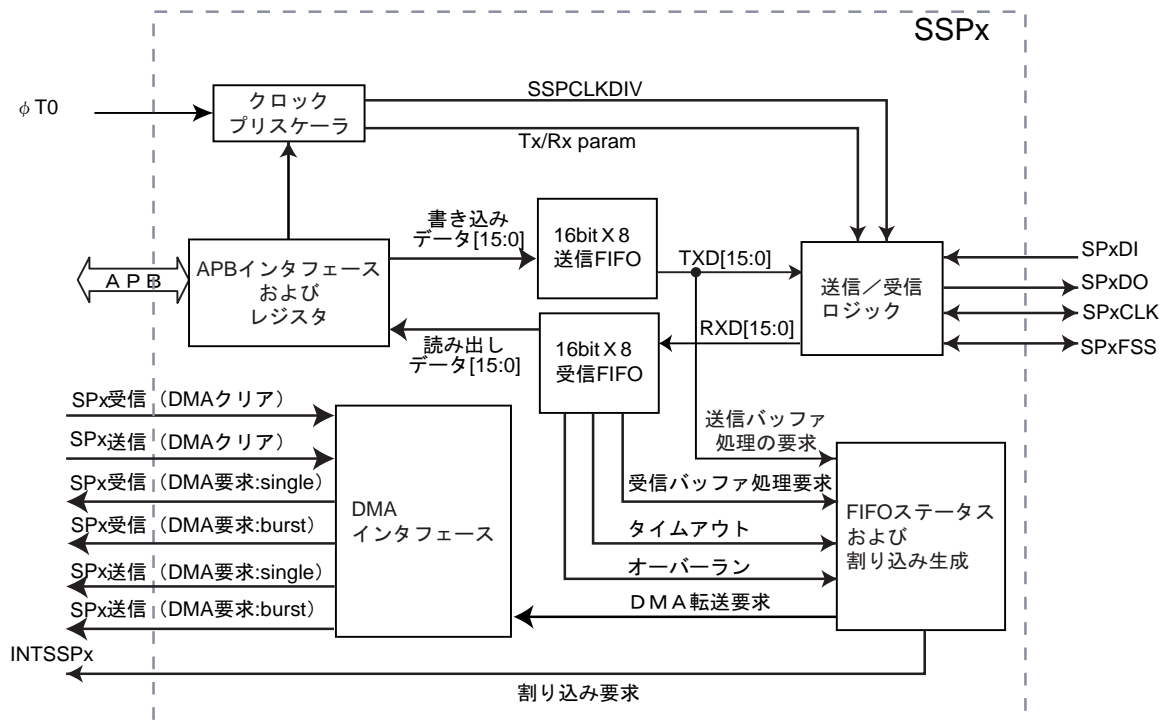 SSPx
φT0
クロック
プリスケーラ
SSPCLKDIV
Tx/Rx param
書き込み
データ[15:0]
16bit X 8
送信FIFO
TXD[15:0]
APB
APBインタフェース
および
レジスタ
送信／受信
ロジック
SPxDI
SPxDO
SPxCLK
SPxFSS
読み出し
データ[15:0]
16bit X 8
受信FIFO
RXD[15:0]
SPx受信（DMAクリア）
SPx送信（DMAクリア）
SPx受信（DMA要求:single）
SPx受信（DMA要求:burst）
SPx送信（DMA要求:single）
SPx送信（DMA要求:burst）
DMA
インタフェース
送信バッファ
処理の要求
受信バッファ処理要求
タイムアウト
オーバーラン
ＤＭＡ転送要求
FIFOステータス
および
割り込み生成
INTSSPx
割り込み要求